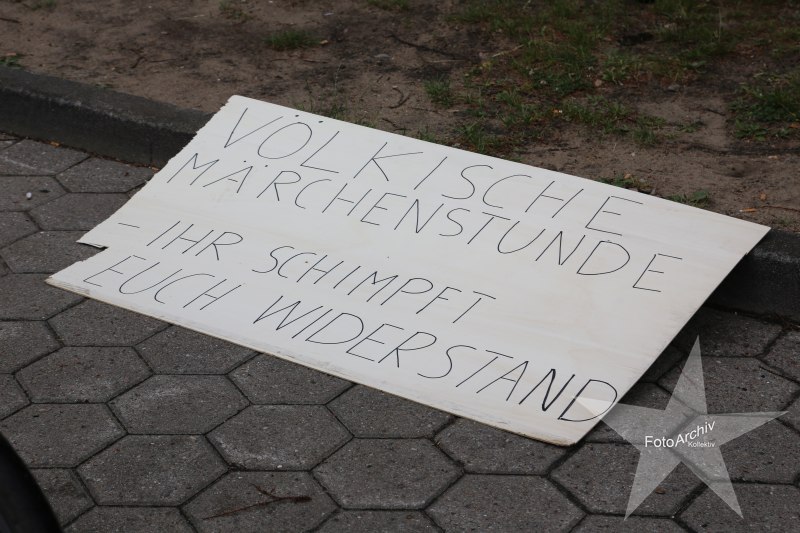 VÖLKISCHE
MÄRCHENSTUNDE
- IHR SCHIMPFT
EUCH WIDERSTAND
FotoArchiv
Kollektiv